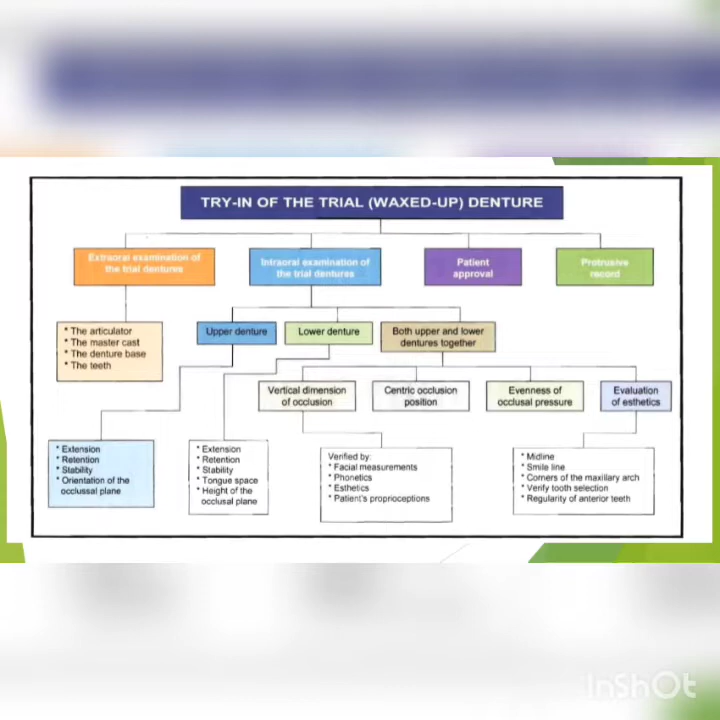 TRY-IN OF THE TRIAL (WAXED-UP) DENTURE
Extraoral examination of
the trial dentures
Intraoral examination of
the trial dentures
Patient
approval
Protrusive
record
* The articulator
* The master cast
* The denture base
* The teeth
Upper denture
Lower denture
Both upper and lower
dentures together
Vertical dimension
of occlusion
Centric occlusion
position
Evenness of
occlusal pressure
Evaluation
of esthetics
* Extension
* Retention
* Stability
* Orientation of the
occlussal plane
* Extension
* Retention
* Stability
* Tongue space
* Height of the
occlusal plane
Verified by:
* Facial measurements
* Phonetics
* Esthetics
* Patient's proprioceptions
* Midline
* Smile line
* Corners of the maxillary arch
* Verify tooth selection
* Regularity of anterior teeth
InShOt